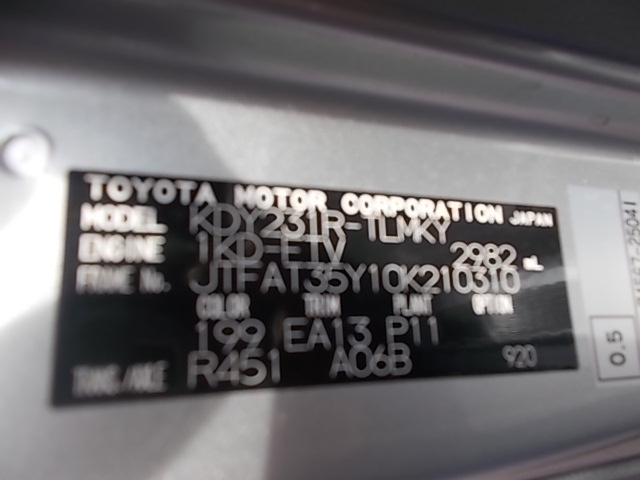 TOYOTA MOTOR CORPORATION JAPAN
MODEL KDY231R-TLMKY
ENGINE 1KD-FTV 2982 mL
FRAME No. JTFAT35Y10K210310
COLOR TRIM PLANT OPTION
199 EA13 P11
TRANS/AXLE R451 A06B 920
0.5